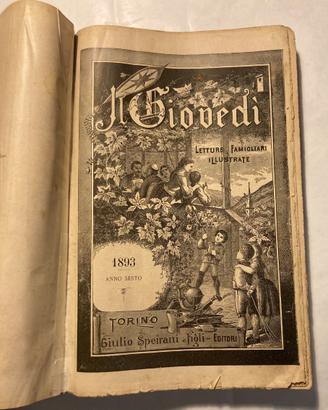 Il Giovedì
LETTURE FAMIGLIARI
ILLUSTRATE
1893
ANNO SESTO
TORINO
Giulio Speirani e figli - EDITORI